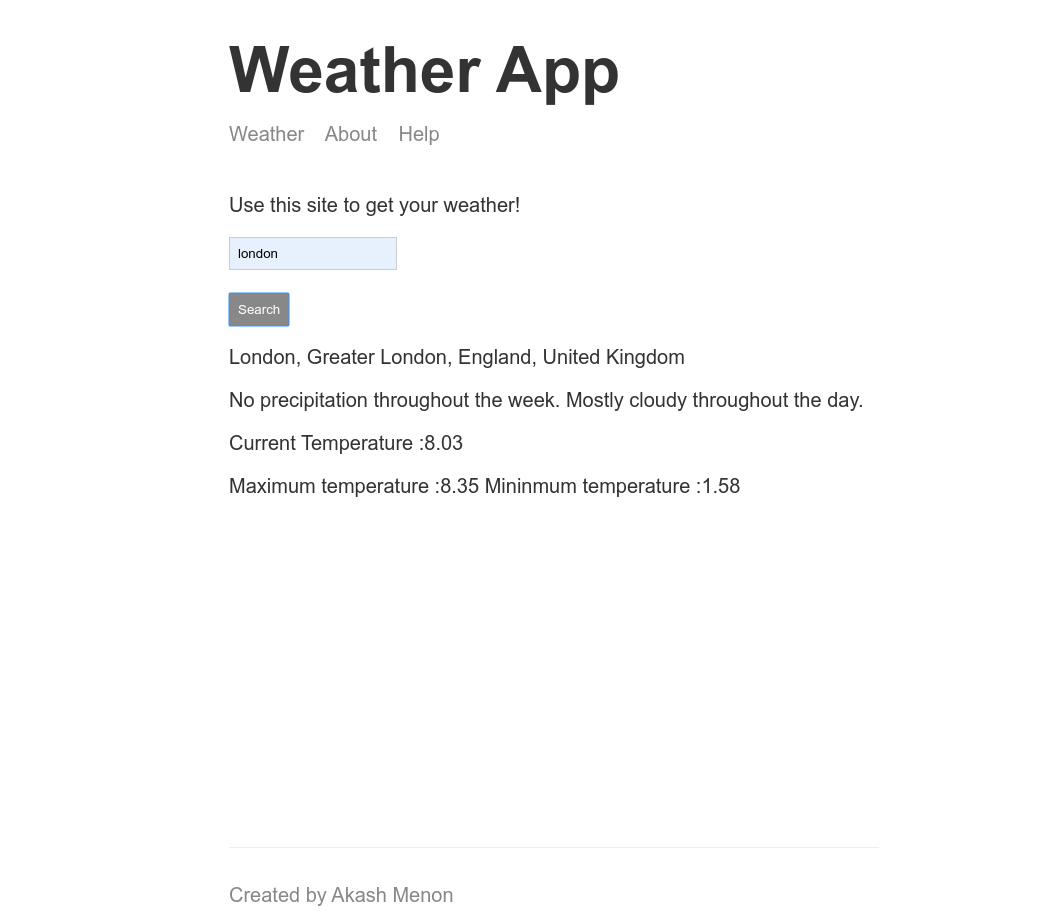 Weather App
Weather About Help
Use this site to get your weather!
london
Search
London, Greater London, England, United Kingdom
No precipitation throughout the week. Mostly cloudy throughout the day.
Current Temperature :8.03
Maximum temperature :8.35 Mininmum temperature :1.58
Created by Akash Menon